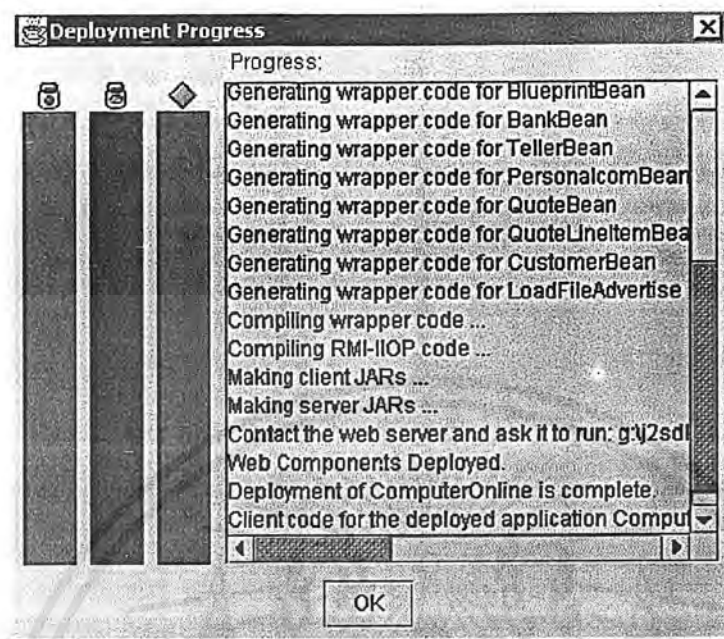 Deployment Progress
Progress:
Generating wrapper code for BlueprintBean
Generating wrapper code for BankBean
Generating wrapper code for TellerBean
Generating wrapper code for PersonalcomBean
Generating wrapper code for QuoteBean
Generating wrapper code for QuoteLineItemBea
Generating wrapper code for CustomerBean
Generating wrapper code for LoadFileAdvertise
Compiling wrapper code ...
Compiling RMI-IIOP code ...
Making client JARs ...
Making server JARs ...
Contact the web server and ask it to run: g:\j2sdl
Web Components Deployed.
Deployment of ComputerOnline is complete.
Client code for the deployed application Comput
OK